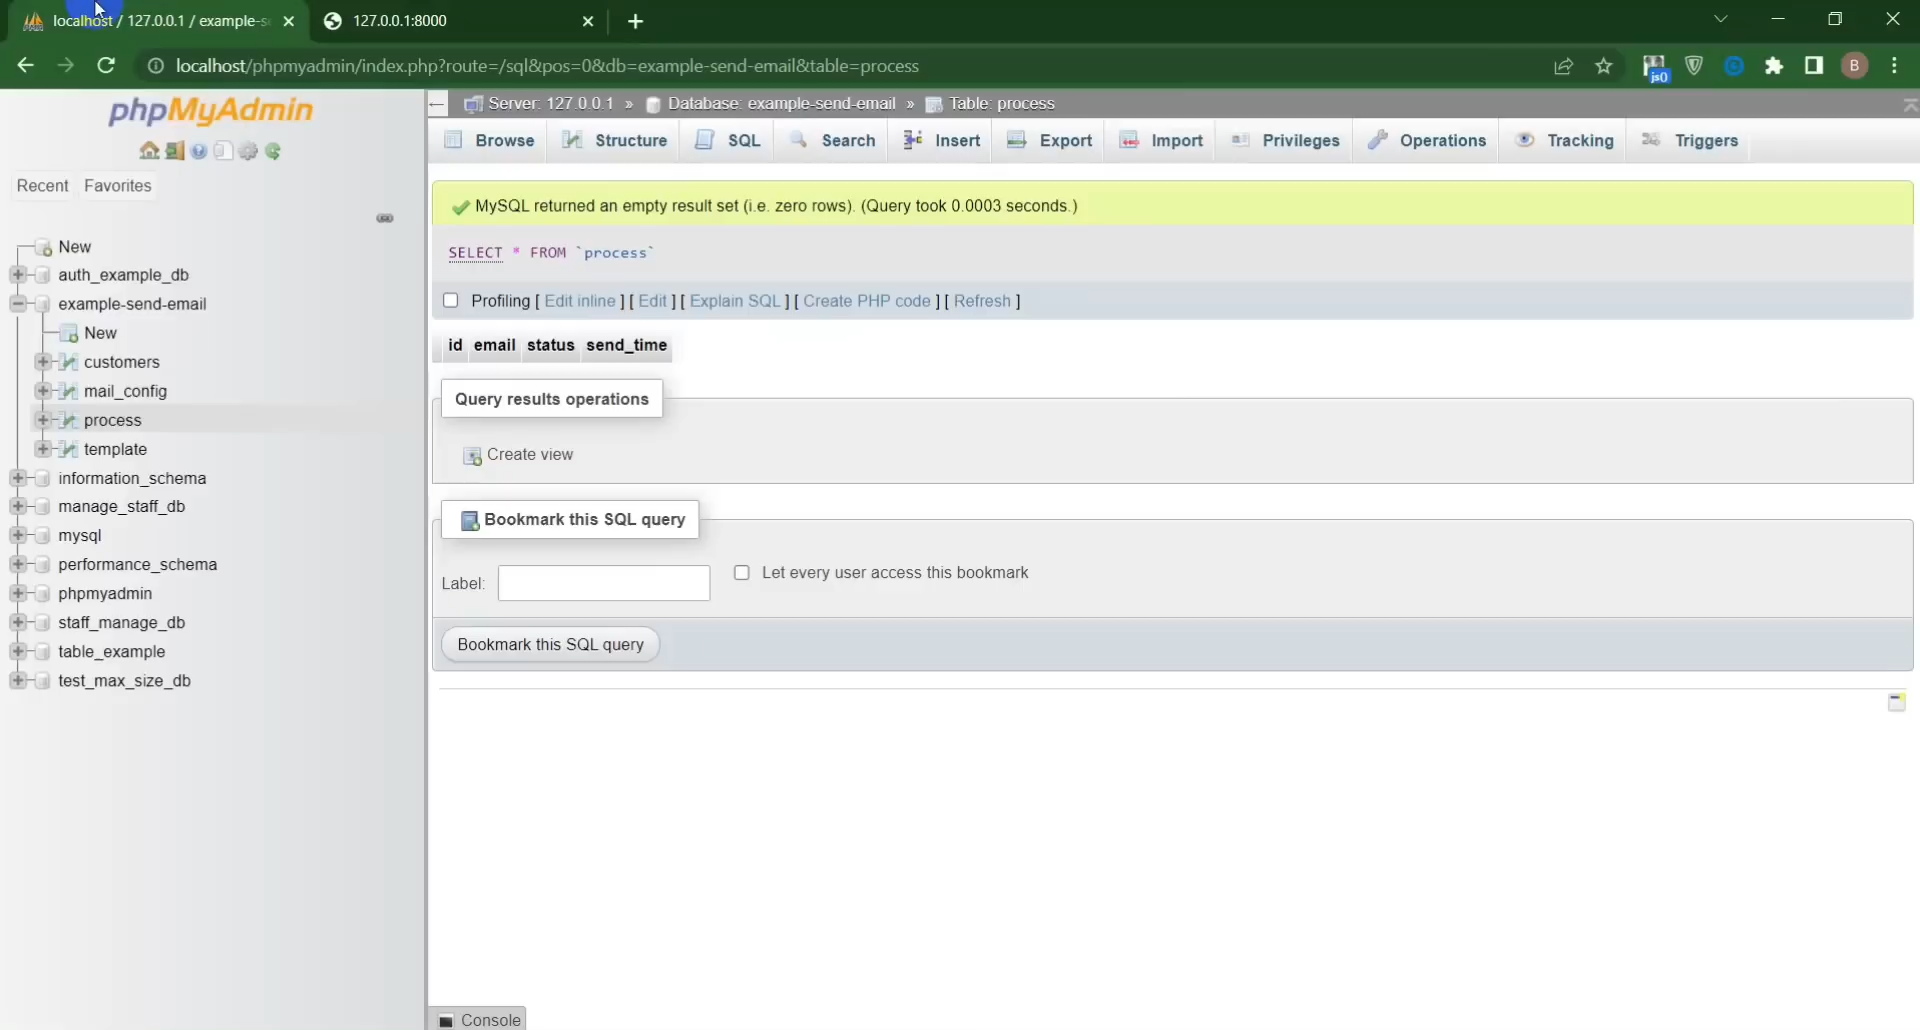 localhost / 127.0.0.1 / example-se
127.0.0.1:8000
localhost/phpmyadmin/index.php?route=/sql&pos=0&db=example-send-email&table=process
js()
B
phpMyAdmin
Recent Favorites
New
auth_example_db
example-send-email
New
customers
mail_config
process
template
information_schema
manage_staff_db
mysql
performance_schema
phpmyadmin
staff_manage_db
table_example
test_max_size_db
Server: 127.0.0.1 » Database: example-send-email » Table: process
Browse Structure SQL Search Insert Export Import Privileges Operations Tracking Triggers
MySQL returned an empty result set (i.e. zero rows). (Query took 0.0003 seconds.)
SELECT * FROM `process`
Profiling [ Edit inline ] [ Edit ] [ Explain SQL ] [ Create PHP code ] [ Refresh ]
id email status send_time
Query results operations
Create view
Bookmark this SQL query
Label:
Let every user access this bookmark
Bookmark this SQL query
Console